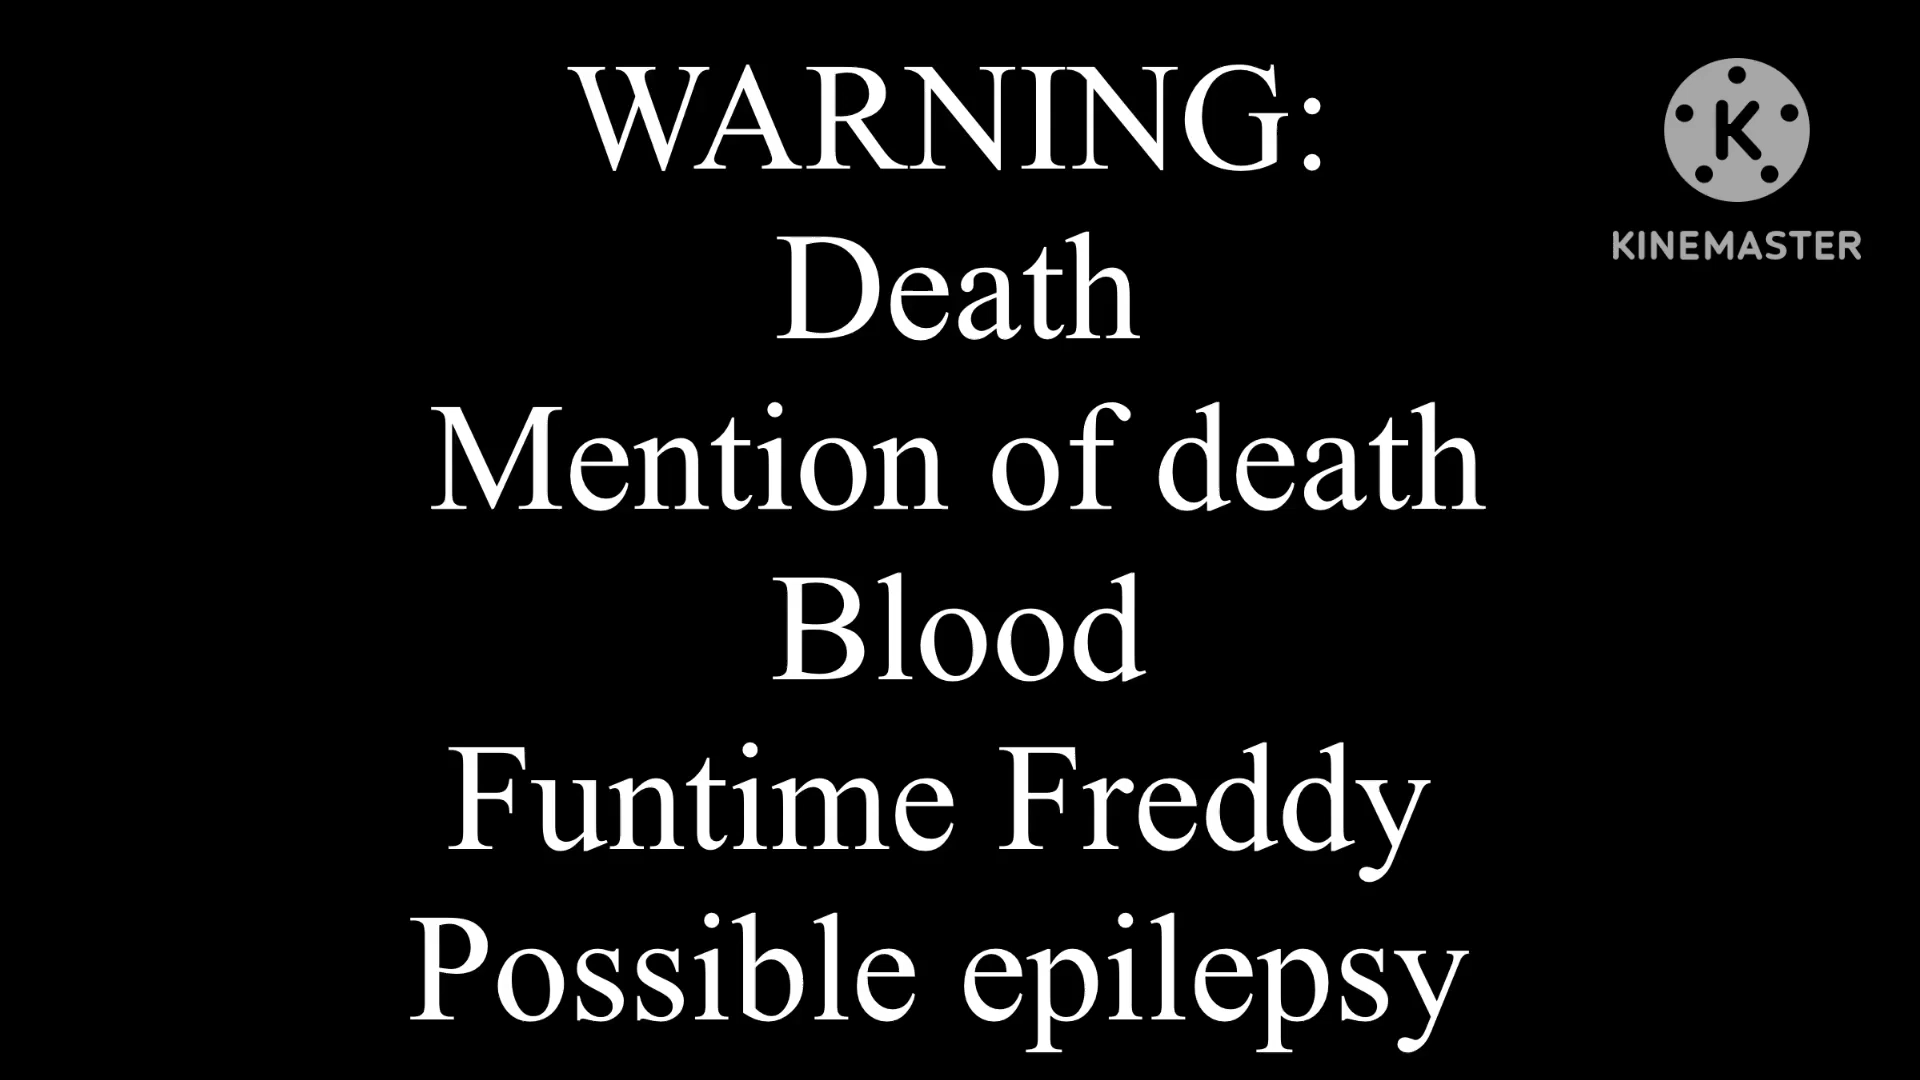 WARNING:
Death
Mention of death
Blood
Funtime Freddy
Possible epilepsy
K
KINEMASTER